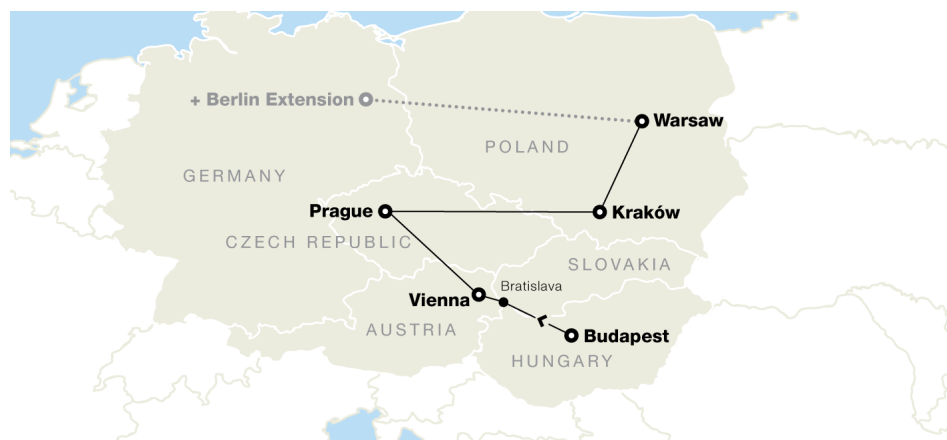 + Berlin Extension
Warsaw
POLAND
GERMANY
Prague
Kraków
CZECH REPUBLIC
SLOVAKIA
Bratislava
Vienna
AUSTRIA
Budapest
HUNGARY